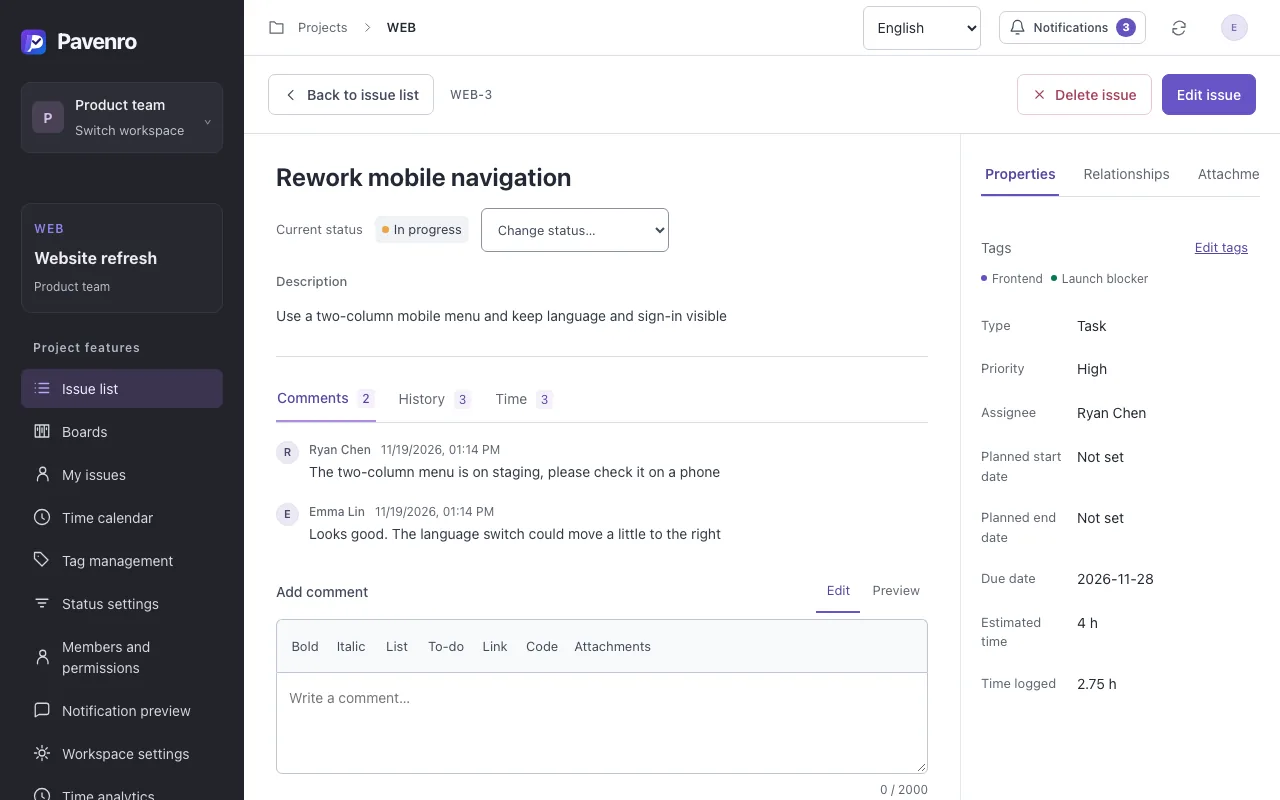 Pavenro
P
Product team
Switch workspace
WEB
Website refresh
Product team
Project features
Issue list
Boards
My issues
Time calendar
Tag management
Status settings
Members and
permissions
Notification preview
Workspace settings
Time analytics
Projects
WEB
English
Notifications 3
E
Back to issue list
WEB-3
Delete issue
Edit issue
Rework mobile navigation
Current status
In progress
Change status...
Description
Use a two-column mobile menu and keep language and sign-in visible
Comments 2
History 3
Time 3
R
Ryan Chen 11/19/2026, 01:14 PM
The two-column menu is on staging, please check it on a phone
E
Emma Lin 11/19/2026, 01:14 PM
Looks good. The language switch could move a little to the right
Add comment
Edit
Preview
Bold Italic List To-do Link Code Attachments
Write a comment...
0 / 2000
Properties
Relationships
Attachme
Tags
Edit tags
Frontend
Launch blocker
Type
Task
Priority
High
Assignee
Ryan Chen
Planned start
date
Not set
Planned end
date
Not set
Due date
2026-11-28
Estimated
time
4 h
Time logged
2.75 h